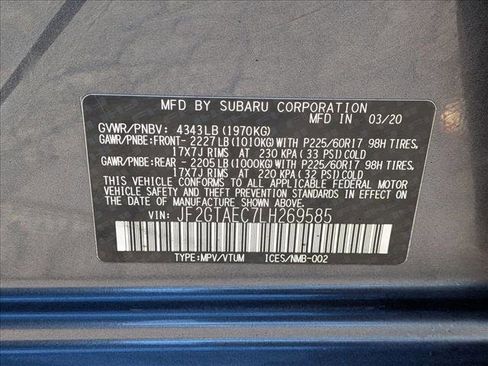 MFD BY SUBARU CORPORATION
MFD IN 03/20
GVWR/PNBV: 4343LB (1970KG)
GAWR/PNBE:FRONT- 2227LB (1010KG)WITH P225/60R17 98H TIRES,
17X7J RIMS AT 230 KPA (33 PSI)COLD
GAWR/PNBE:REAR - 2205LB (1000KG)WITH P225/60R17 98H TIRES,
17X7J RIMS AT 220 KPA (32 PSI)COLD
THIS VEHICLE CONFORMS TO ALL APPLICABLE FEDERAL MOTOR
VEHICLE SAFETY AND THEFT PREVENTION STANDARDS IN EFFECT
ON THE DATE OF MANUFACTURE SHOWN ABOVE.
VIN: JF2GTAEC7LH269585
TYPE:MPV/VTUM ICES/NMB-002